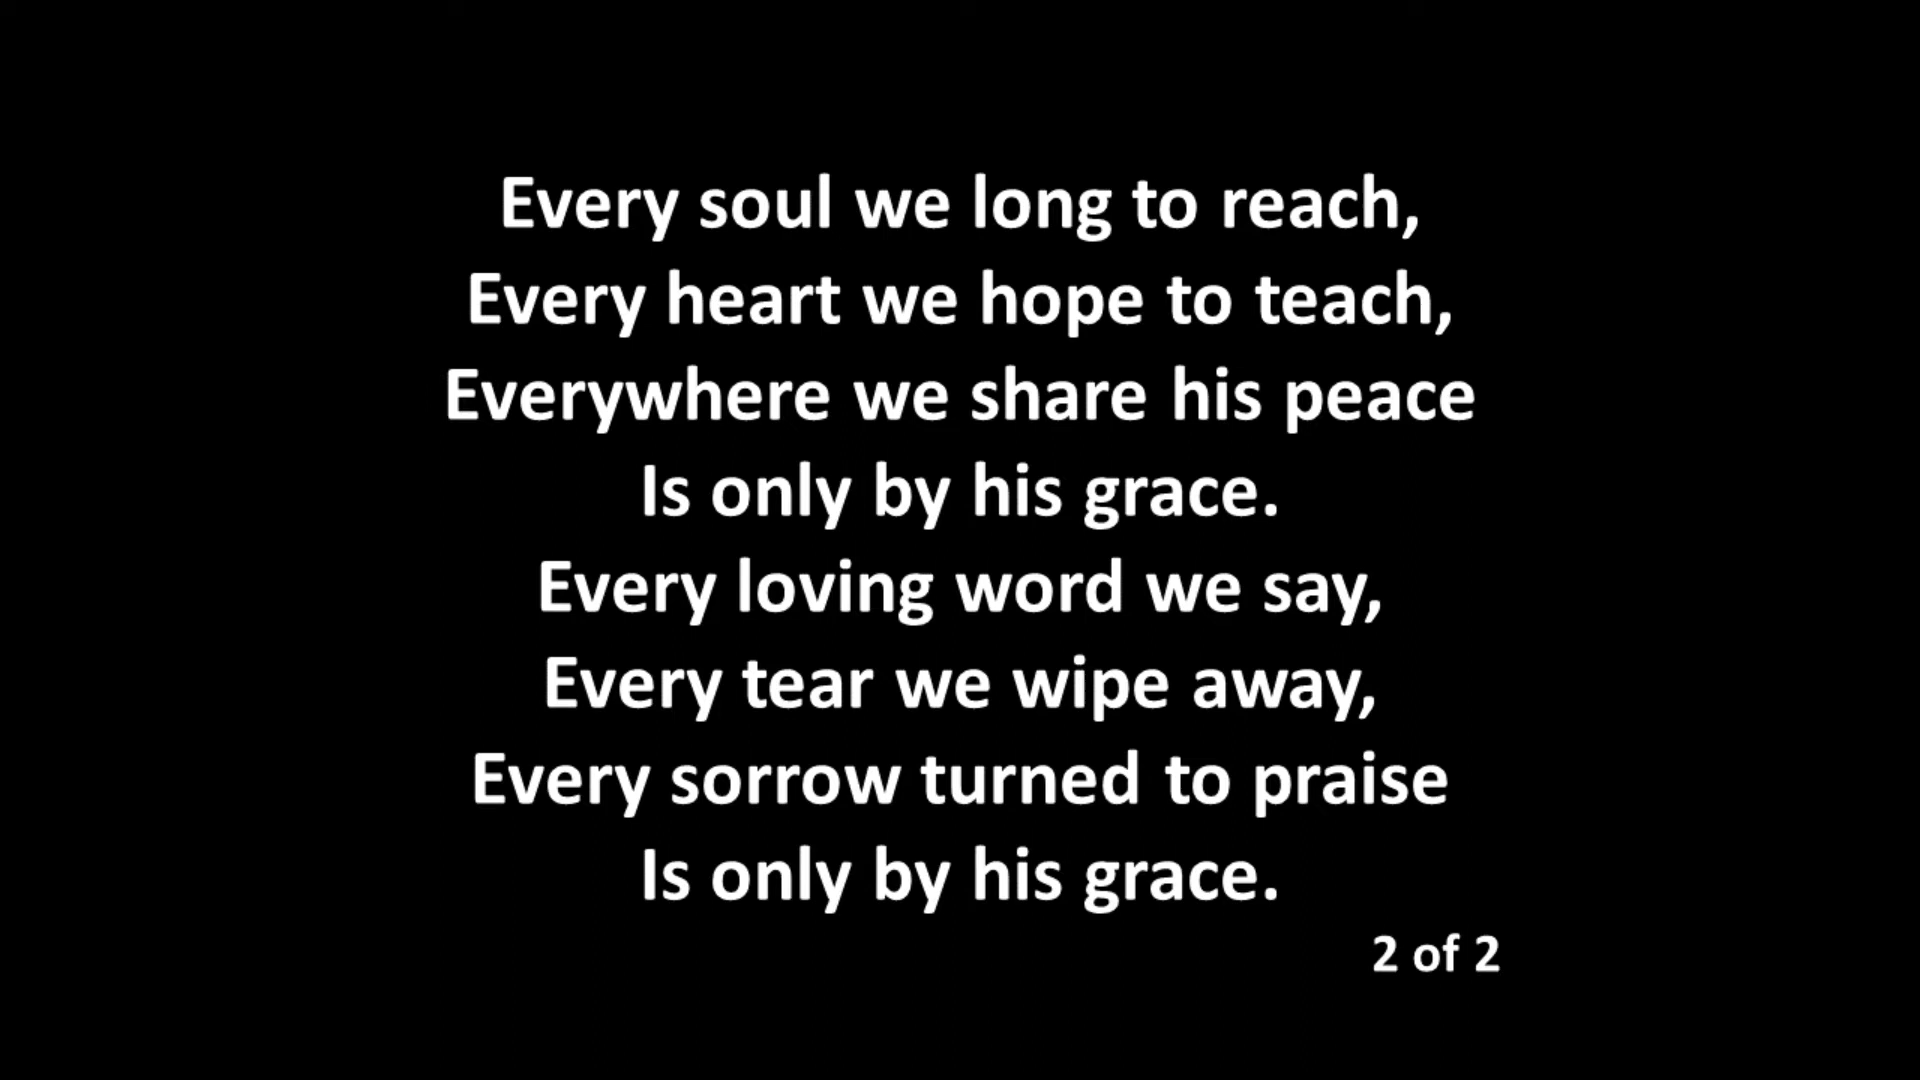 Every soul we long to reach,
Every heart we hope to teach,
Everywhere we share his peace
Is only by his grace.
Every loving word we say,
Every tear we wipe away,
Every sorrow turned to praise
Is only by his grace.
2 of 2